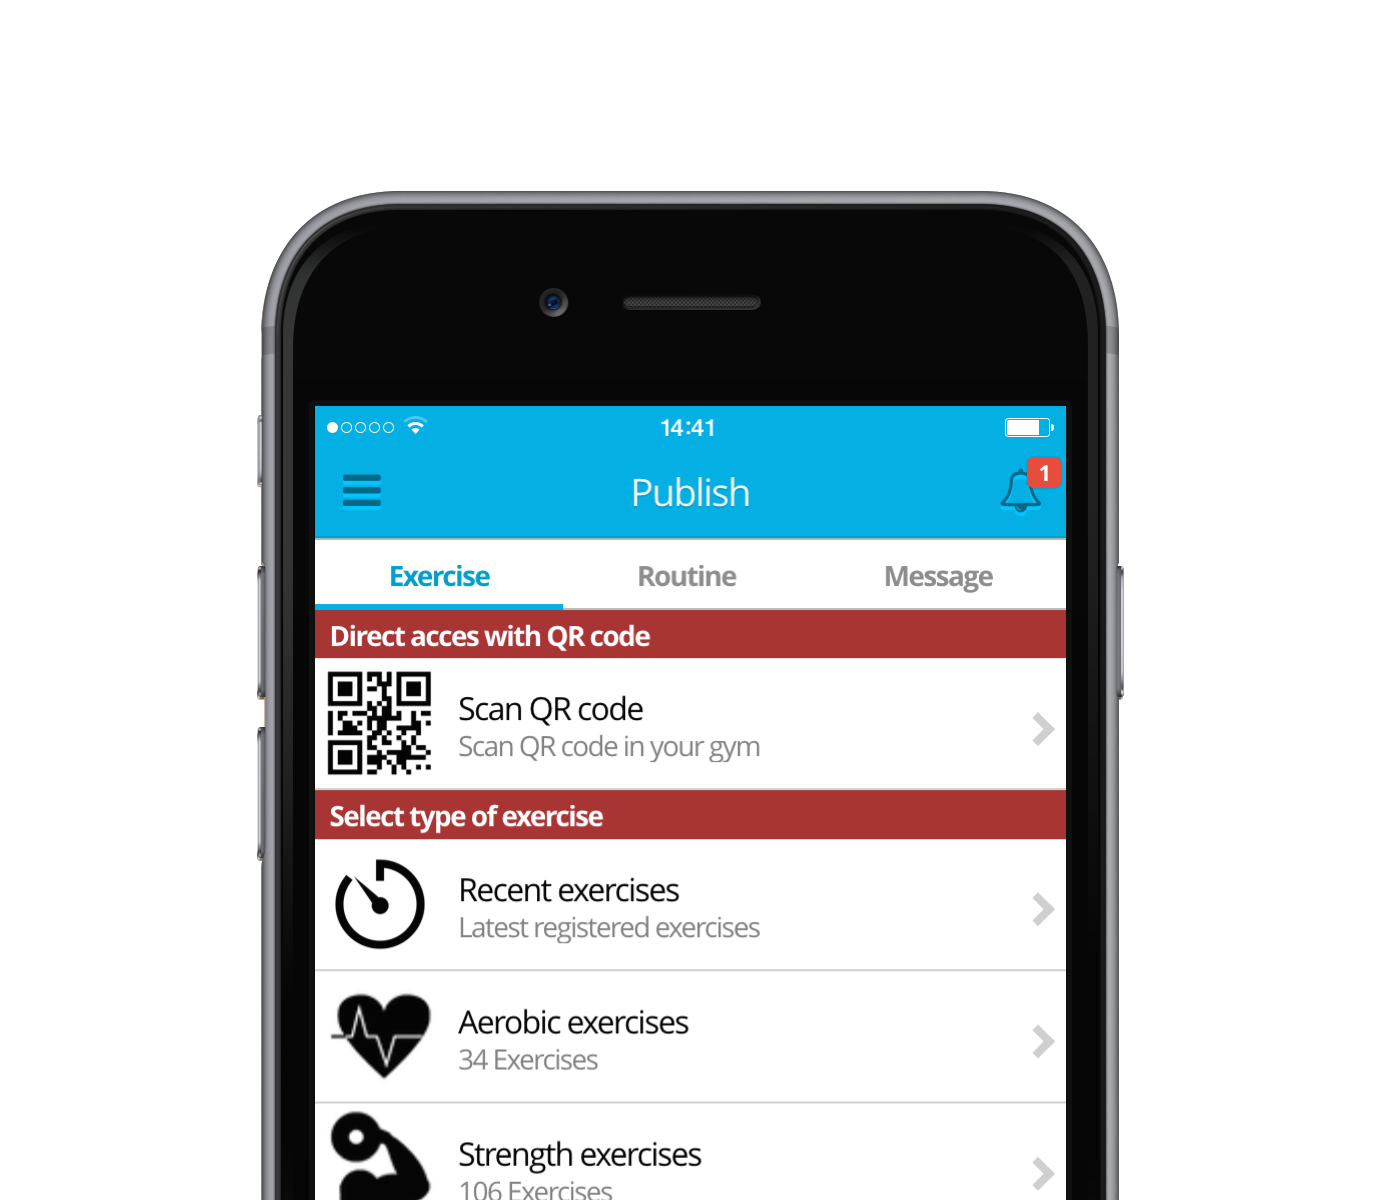 14:41
Publish
1
Exercise
Routine
Message
Direct acces with QR code
Scan QR code
Scan QR code in your gym
Select type of exercise
Recent exercises
Latest registered exercises
Aerobic exercises
34 Exercises
Strength exercises
106 Exercises